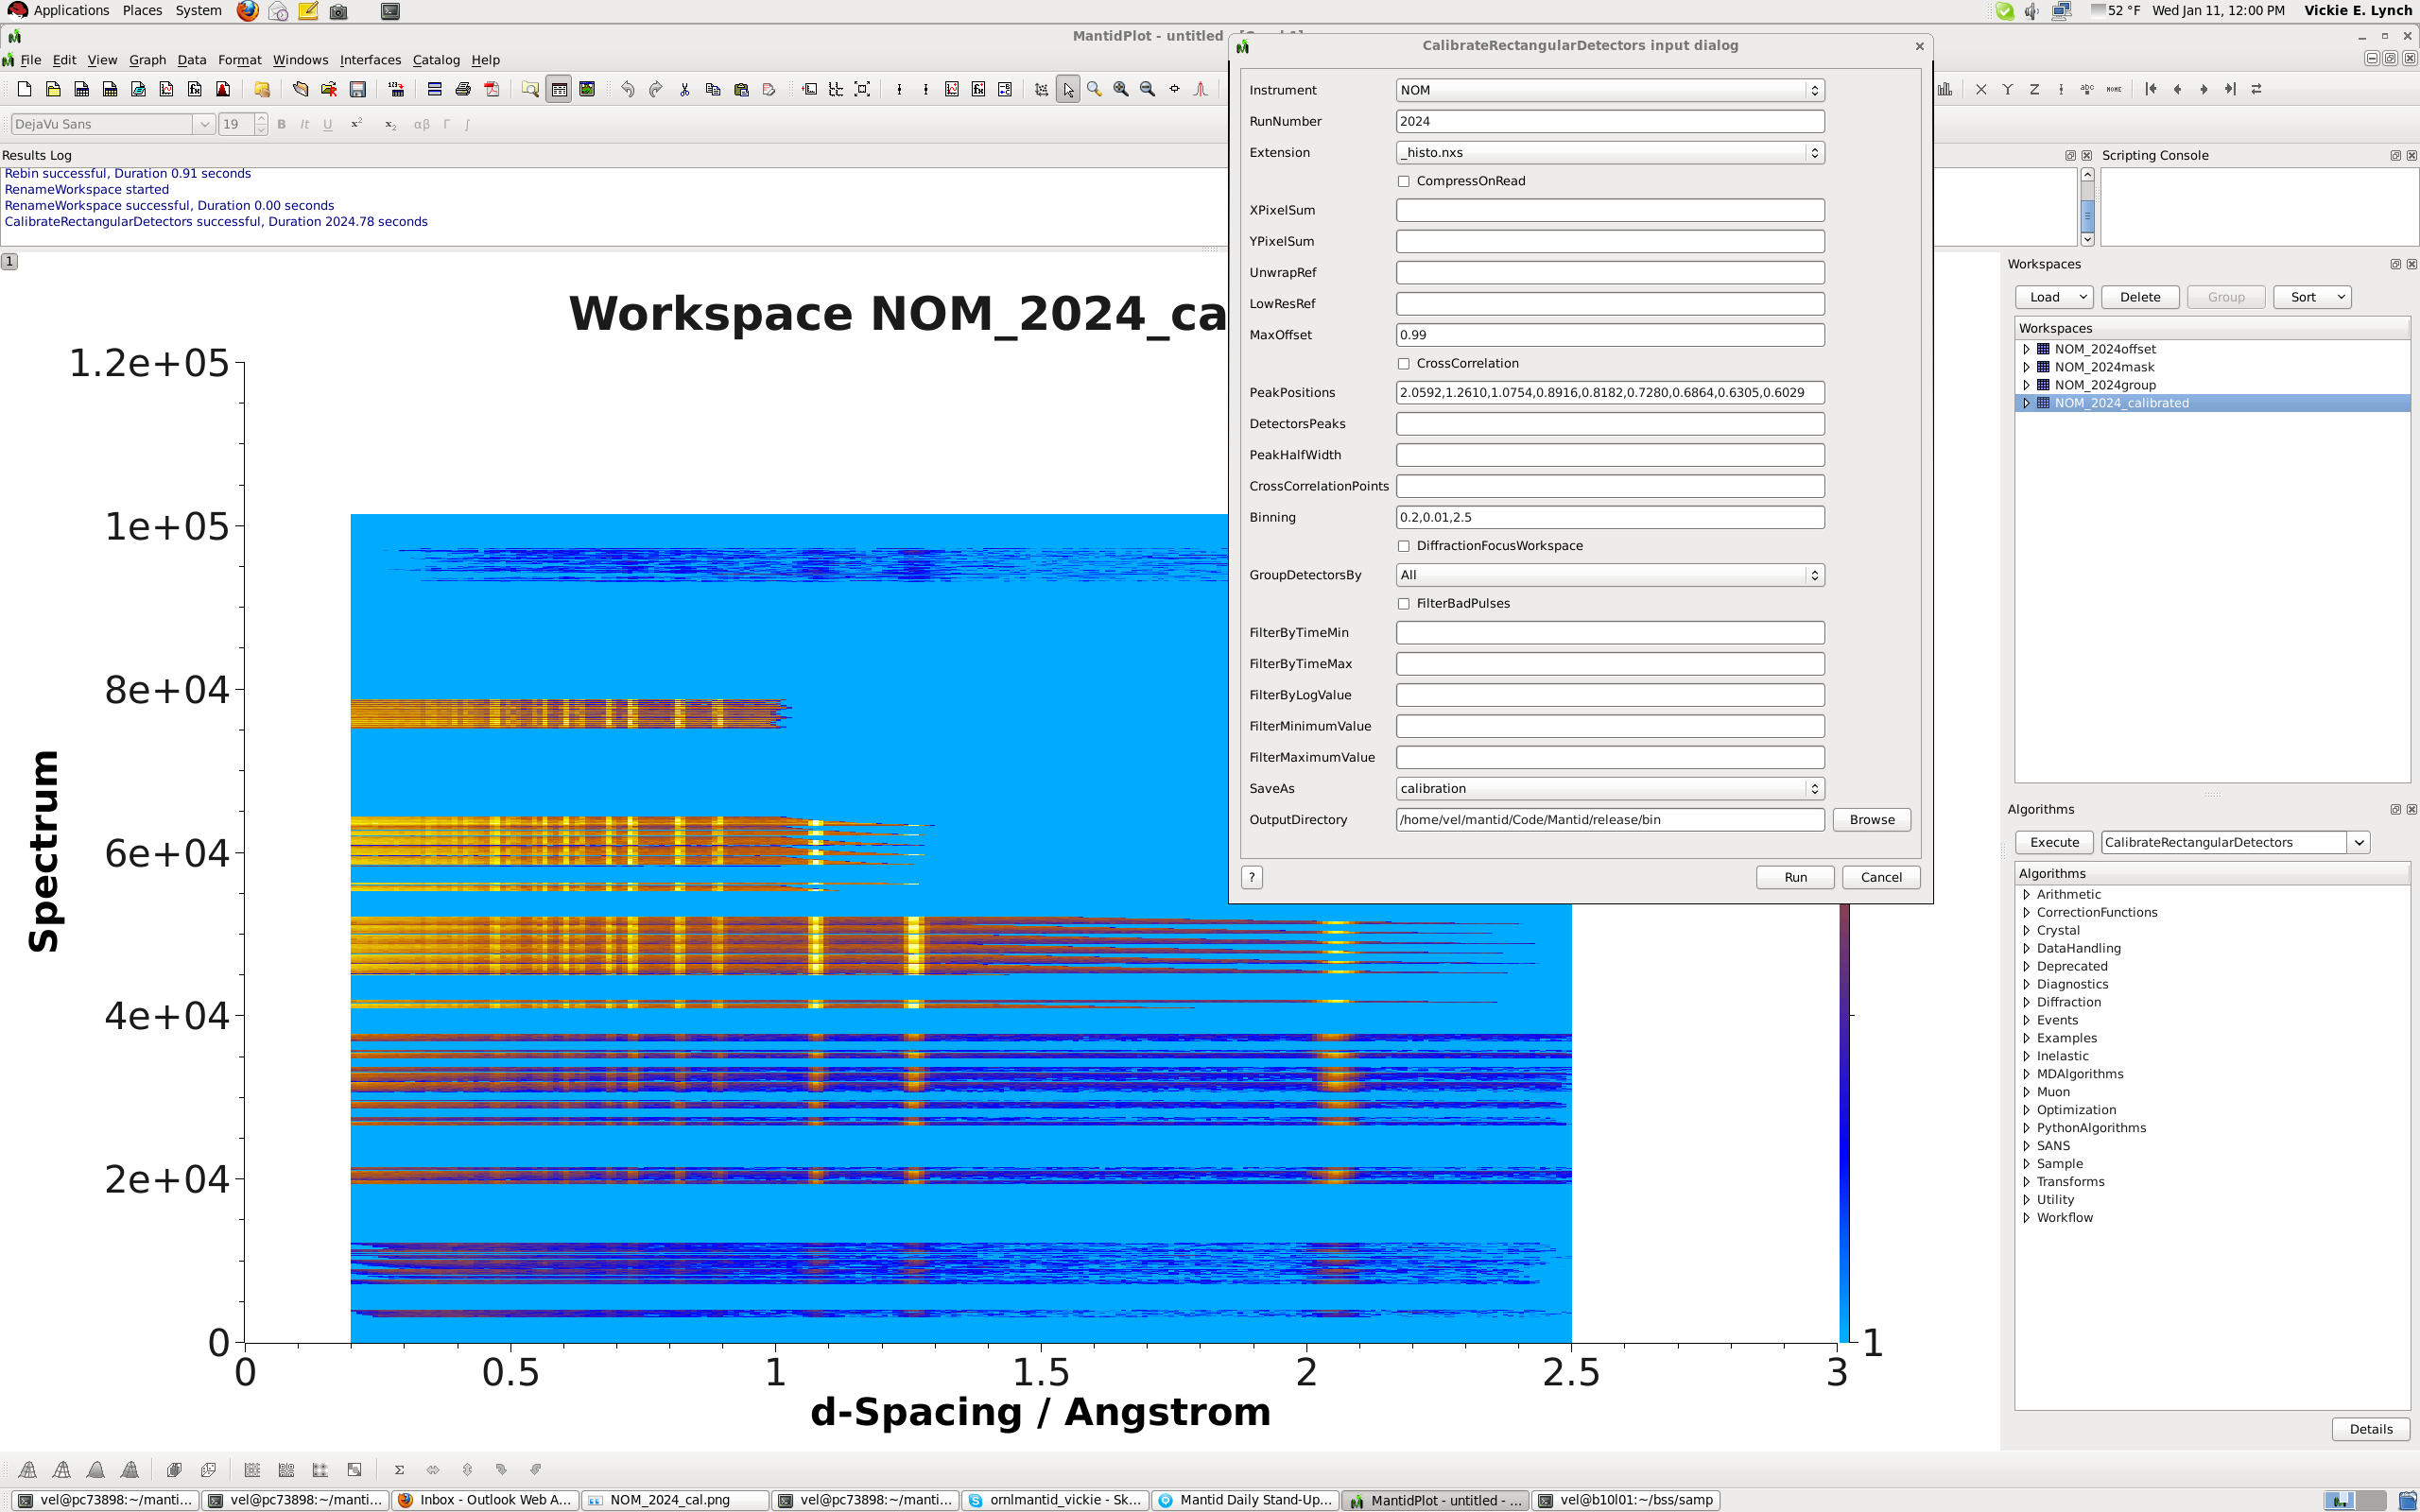 Applications Places System 52 °F Wed Jan 11, 12:00 PM Vickie E. Lynch
MantidPlot - untitled
File Edit View Graph Data Format Windows Interfaces Catalog Help
DejaVu Sans 19 B It U x² x₂ αβ Γ ∫
Results Log
Rebin successful, Duration 0.91 seconds
RenameWorkspace started
RenameWorkspace successful, Duration 0.00 seconds
CalibrateRectangularDetectors successful, Duration 2024.78 seconds
1
Workspace NOM_2024_ca
1.2e+05
1e+05
8e+04
6e+04
4e+04
2e+04
0
Spectrum
0 0.5 1 1.5 2 2.5 3
d-Spacing / Angstrom
1
CalibrateRectangularDetectors input dialog
Instrument NOM
RunNumber 2024
Extension _histo.nxs
CompressOnRead
XPixelSum
YPixelSum
UnwrapRef
LowResRef
MaxOffset 0.99
CrossCorrelation
PeakPositions 2.0592,1.2610,1.0754,0.8916,0.8182,0.7280,0.6864,0.6305,0.6029
DetectorsPeaks
PeakHalfWidth
CrossCorrelationPoints
Binning 0.2,0.01,2.5
DiffractionFocusWorkspace
GroupDetectorsBy All
FilterBadPulses
FilterByTimeMin
FilterByTimeMax
FilterByLogValue
FilterMinimumValue
FilterMaximumValue
SaveAs calibration
OutputDirectory /home/vel/mantid/Code/Mantid/release/bin Browse
? Run Cancel
Scripting Console
Workspaces
Load Delete Group Sort
Workspaces
NOM_2024offset
NOM_2024mask
NOM_2024group
NOM_2024_calibrated
Algorithms
Execute CalibrateRectangularDetectors
Algorithms
Arithmetic
CorrectionFunctions
Crystal
DataHandling
Deprecated
Diagnostics
Diffraction
Events
Examples
Inelastic
MDAlgorithms
Muon
Optimization
PythonAlgorithms
SANS
Sample
Transforms
Utility
Workflow
Details
vel@pc73898:~/manti... vel@pc73898:~/manti... Inbox - Outlook Web A... NOM_2024_cal.png vel@pc73898:~/manti... ornlmantid_vickie - Sk... Mantid Daily Stand-Up... MantidPlot - untitled - ... vel@b10l01:~/bss/samp